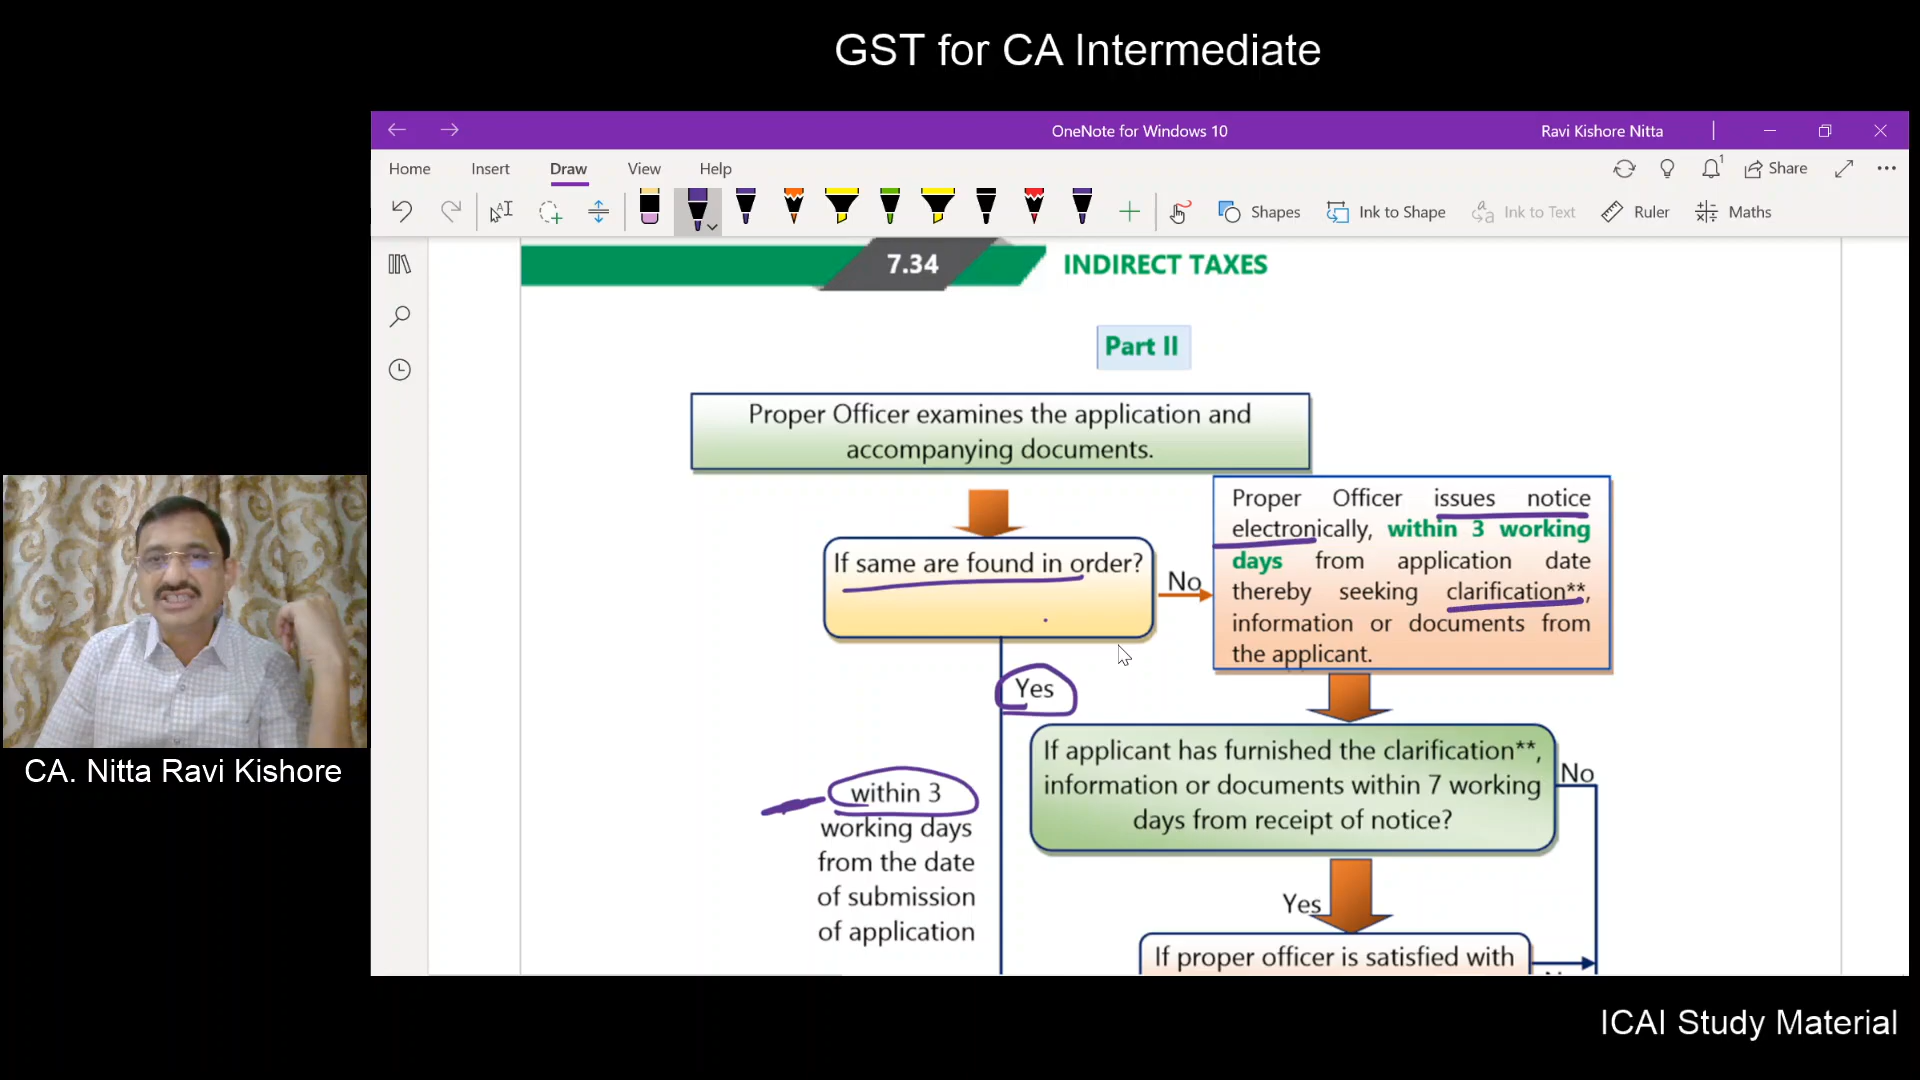 GST for CA Intermediate
OneNote for Windows 10
Ravi Kishore Nitta
Home
Insert
Draw
View
Help
1
Share
Shapes
Ink to Shape
Ink to Text
Ruler
Maths
7.34
INDIRECT TAXES
Part II
Proper Officer examines the application and
accompanying documents.
If same are found in order?
No
Proper Officer issues notice
electronically, within 3 working
days from application date
thereby seeking clarification**,
information or documents from
the applicant.
Yes
If applicant has furnished the clarification**,
information or documents within 7 working
days from receipt of notice?
No
within 3
working days
from the date
of submission
of application
Yes
If proper officer is satisfied with
CA. Nitta Ravi Kishore
ICAI Study Material